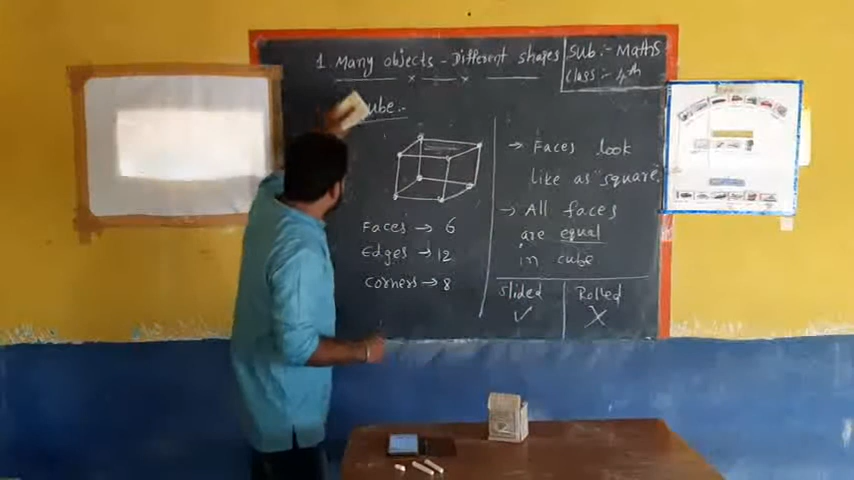 1. Many objects - Different shapes
Sub :- Maths
Class :- 4th
Cube :-
Faces → 6
Edges → 12
Corners → 8
→ Faces look
like as square.
→ All faces
are equal
in cube
Slided
Rolled
✓
✗